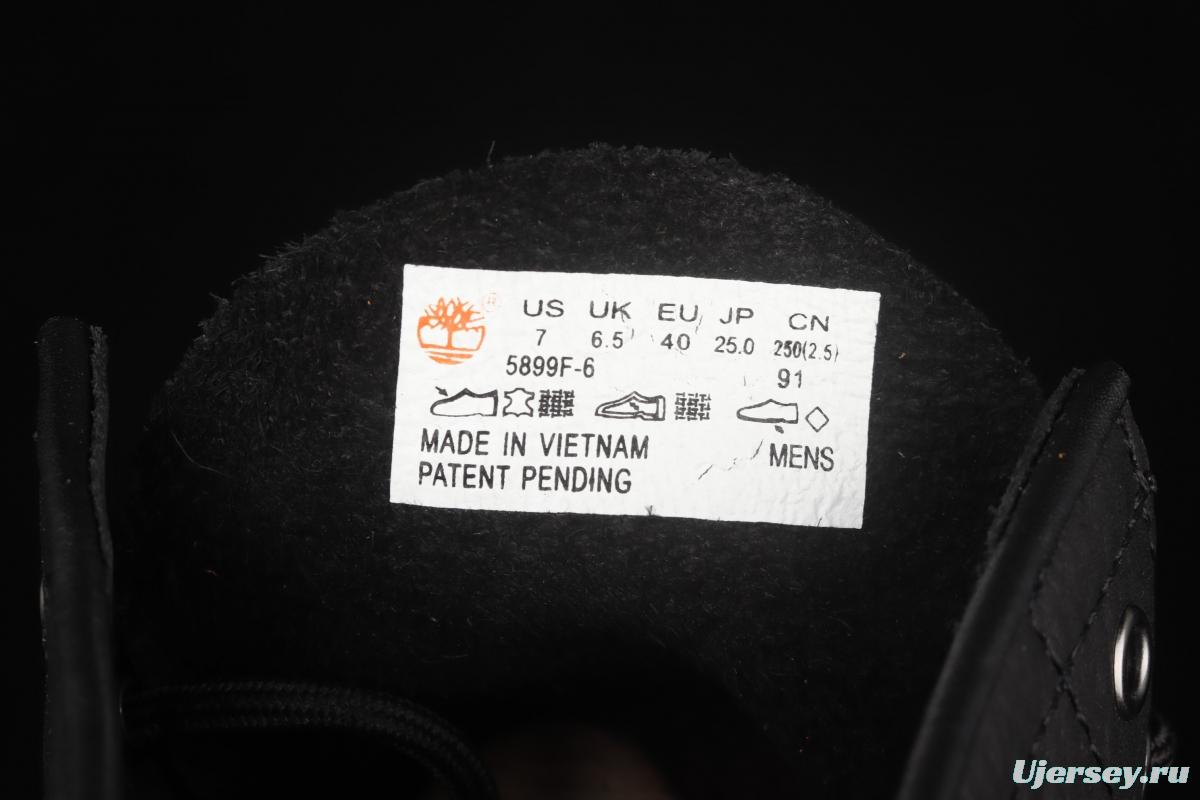 US UK EU JP CN
7 6.5 40 25.0 250(2.5)
5899F-6 91
MADE IN VIETNAM
PATENT PENDING MENS
Ujersey.ru